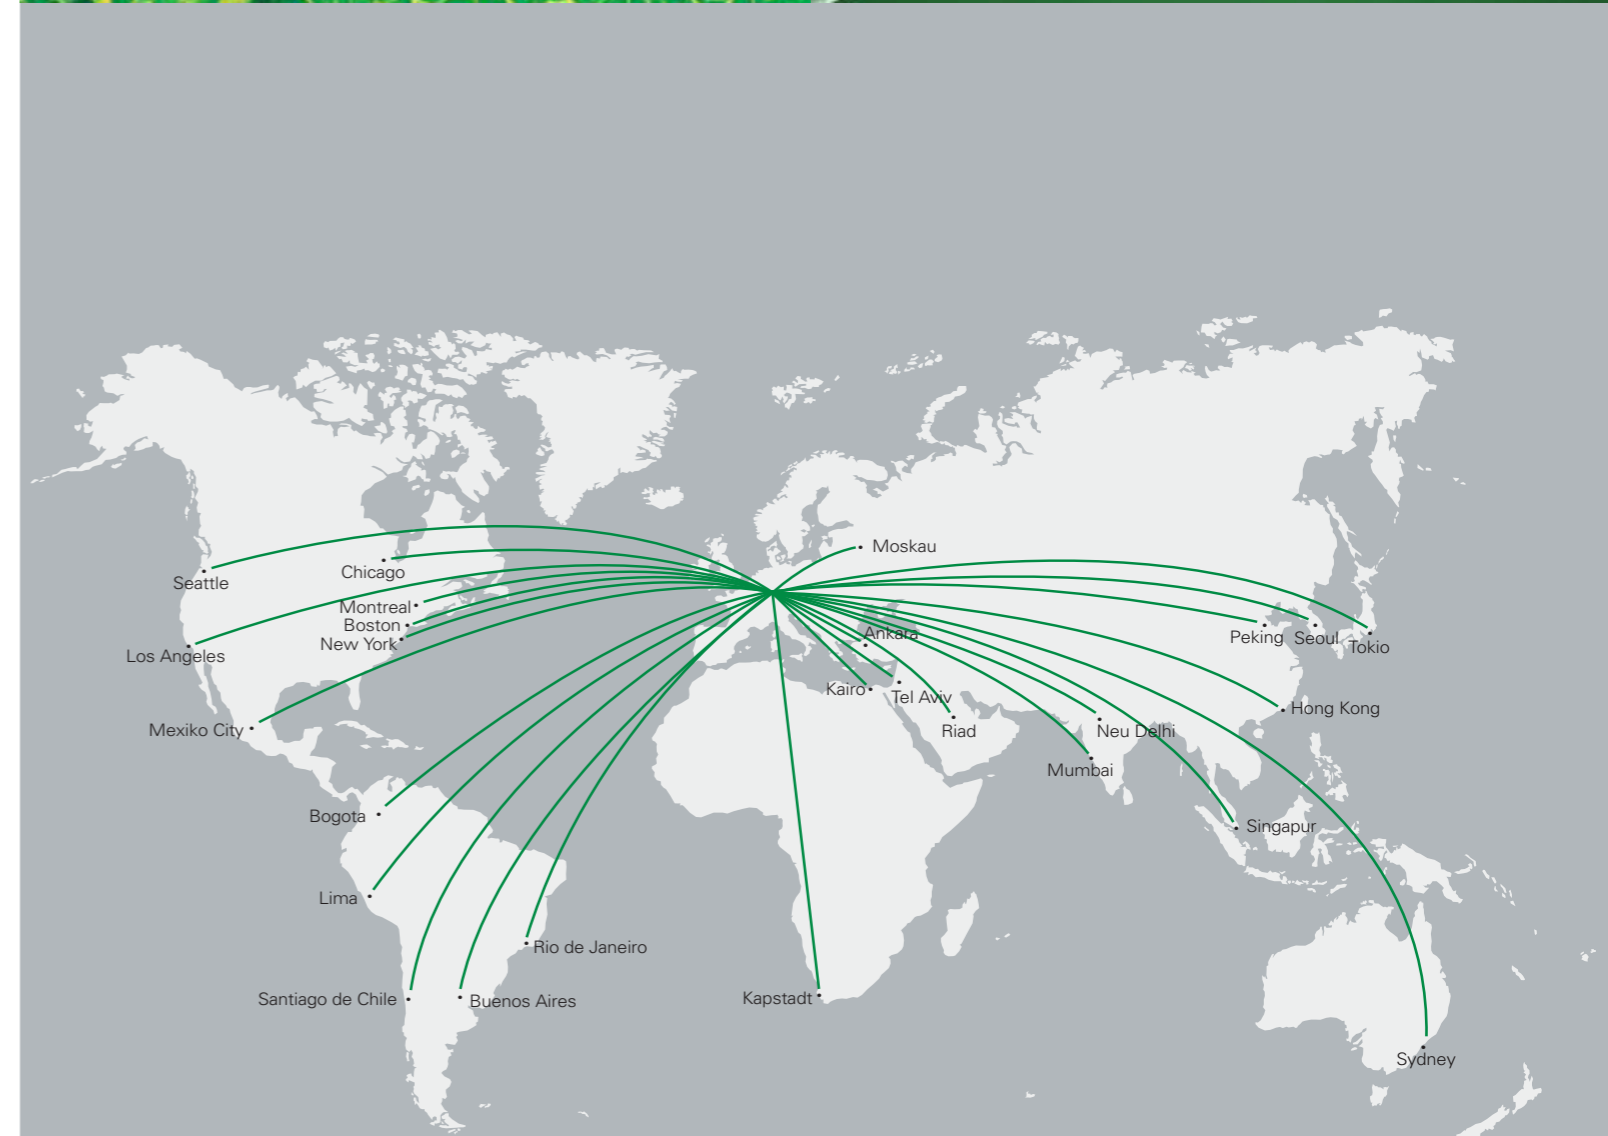 Moskau
Seattle
Chicago
Montreal
Boston
New York
Los Angeles
Ankara
Peking
Seoul
Tokio
Kairo
Tel Aviv
Hong Kong
Mexiko City
Riad
Neu Delhi
Mumbai
Bogota
Singapur
Lima
Rio de Janeiro
Santiago de Chile
Buenos Aires
Kapstadt
Sydney